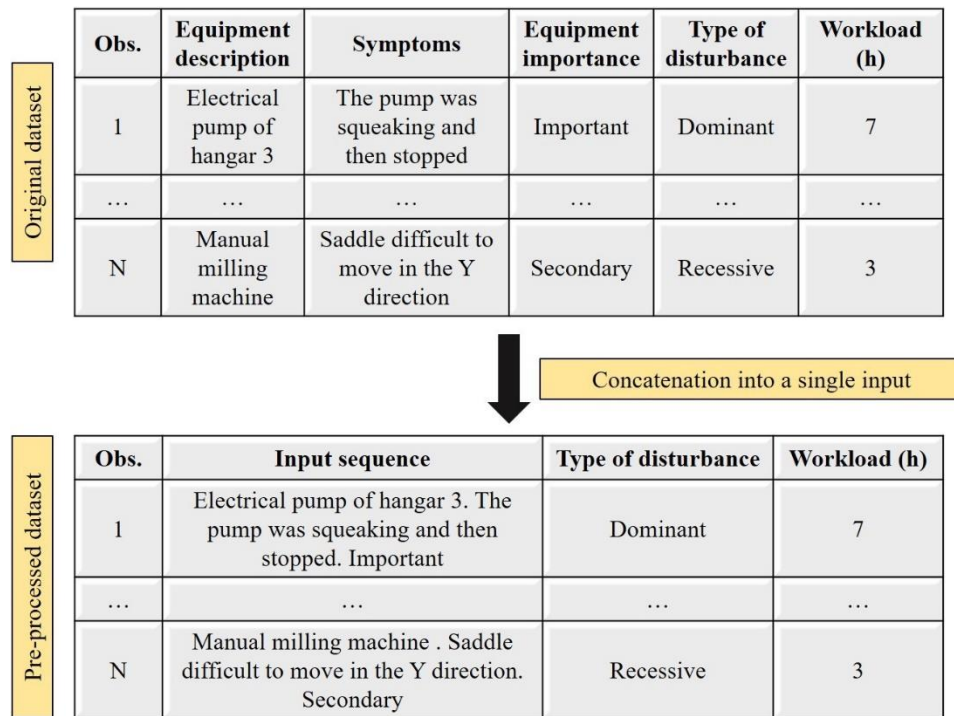 Original dataset
Obs.
Equipment
description
Symptoms
Equipment
importance
Type of
disturbance
Workload
(h)
1
Electrical
pump of
hangar 3
The pump was
squeaking and
then stopped
Important
Dominant
7
…
…
…
…
…
…
N
Manual
milling
machine
Saddle difficult to
move in the Y
direction
Secondary
Recessive
3
Concatenation into a single input
Pre-processed dataset
Obs.
Input sequence
Type of disturbance
Workload (h)
1
Electrical pump of hangar 3. The
pump was squeaking and then
stopped. Important
Dominant
7
…
…
…
…
N
Manual milling machine . Saddle
difficult to move in the Y direction.
Secondary
Recessive
3